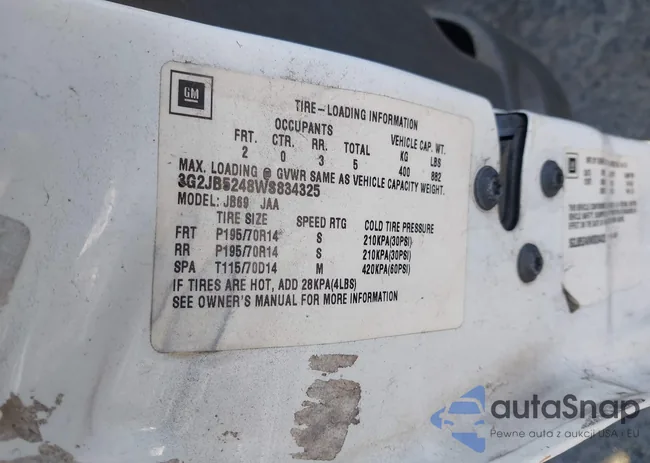 GM
TIRE-LOADING INFORMATION
OCCUPANTS VEHICLE CAP. WT.
FRT. CTR. RR. TOTAL KG LBS
2 0 3 5 400 882
MAX. LOADING @ GVWR SAME AS VEHICLE CAPACITY WEIGHT.
3G2JB5248WS834325
MODEL: JB69 JAA
TIRE SIZE SPEED RTG COLD TIRE PRESSURE
FRT P195/70R14 S 210KPA(30PSI)
RR P195/70R14 S 210KPA(30PSI)
SPA T115/70D14 M 420KPA(60PSI)
IF TIRES ARE HOT, ADD 28KPA(4LBS)
SEE OWNER'S MANUAL FOR MORE INFORMATION
autaSnap
Pewne auta z aukcji USA i EU